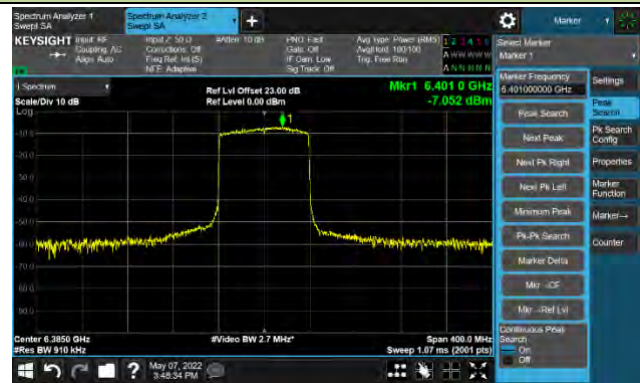 Spectrum Analyzer 1
Swept SA
Spectrum Analyzer 2
Swept SA
+
Marker
KEYSIGHT
Input: RF
Coupling: AC
Align: Auto
Input Z: 50 Ω
Corrections: Off
Freq Ref: Int (S)
NFE: Adaptive
#Atten: 10 dB
PNO: Fast
Gate: Off
IF Gain: Low
Sig Track: Off
Avg Type: Power (RMS)
Avg|Hold: 100/100
Trig: Free Run
1 2 3 4 5 6
A W W W W W
A N N N N N
Select Marker
Marker 1
1 Spectrum
Scale/Div 10 dB
Log
Ref Lvl Offset 23.00 dB
Ref Level 0.00 dBm
Mkr1 6.401 0 GHz
-7.052 dBm
1
-10.0
-20.0
-30.0
-40.0
-50.0
-60.0
-70.0
-80.0
-90.0
Center 6.3850 GHz
#Res BW 910 kHz
#Video BW 2.7 MHz*
Span 400.0 MHz
Sweep 1.07 ms (2001 pts)
Marker Frequency
6.401000000 GHz
Peak Search
Next Peak
Next Pk Right
Next Pk Left
Minimum Peak
Pk-Pk Search
Marker Delta
Mkr→CF
Mkr→Ref Lvl
Continuous Peak
Search
On
Off
Settings
Peak
Search
Pk Search
Config
Properties
Marker
Function
Marker→
Counter
May 07, 2022
3:48:34 PM